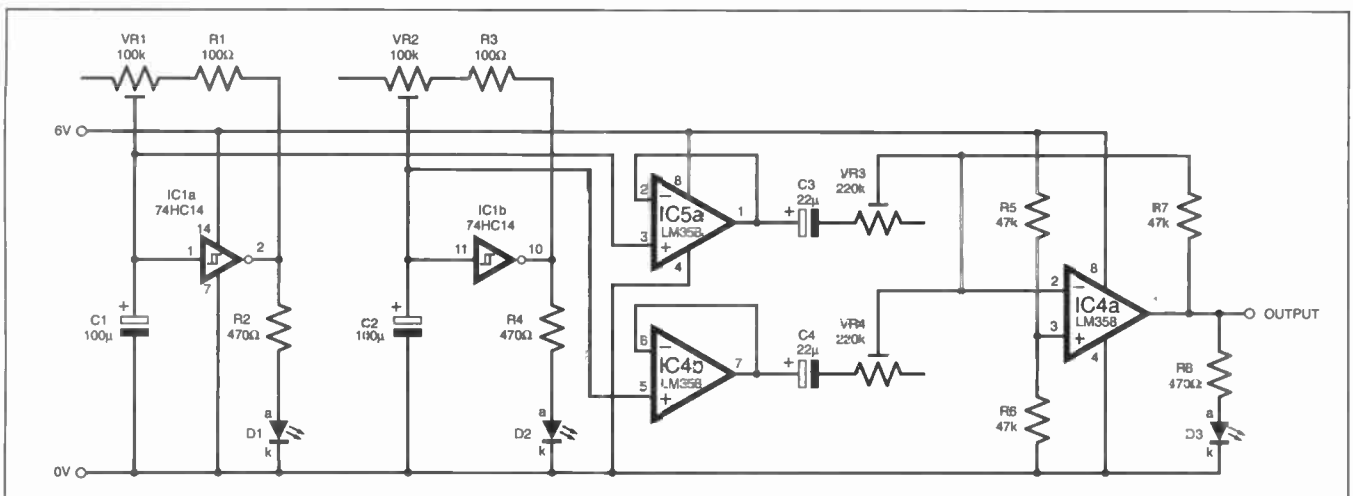 VR1
100k
R1
100Ω
VR2
100k
R3
100Ω
6V
IC1a
74HC14
14
1
2
7
C1
100µ
+
R2
470Ω
D1
a
k
IC1b
74HC14
11
10
C2
100µ
+
R4
470Ω
D2
a
k
2
8
IC5a
LM358
1
3
+
4
C3
22µ
+
VR3
220k
6
IC4b
LM358
7
5
+
C4
22µ
+
VR4
220k
R5
47k
R7
47k
2
8
IC4a
LM358
3
+
4
OUTPUT
R6
47k
R8
470Ω
D3
a
k
0V